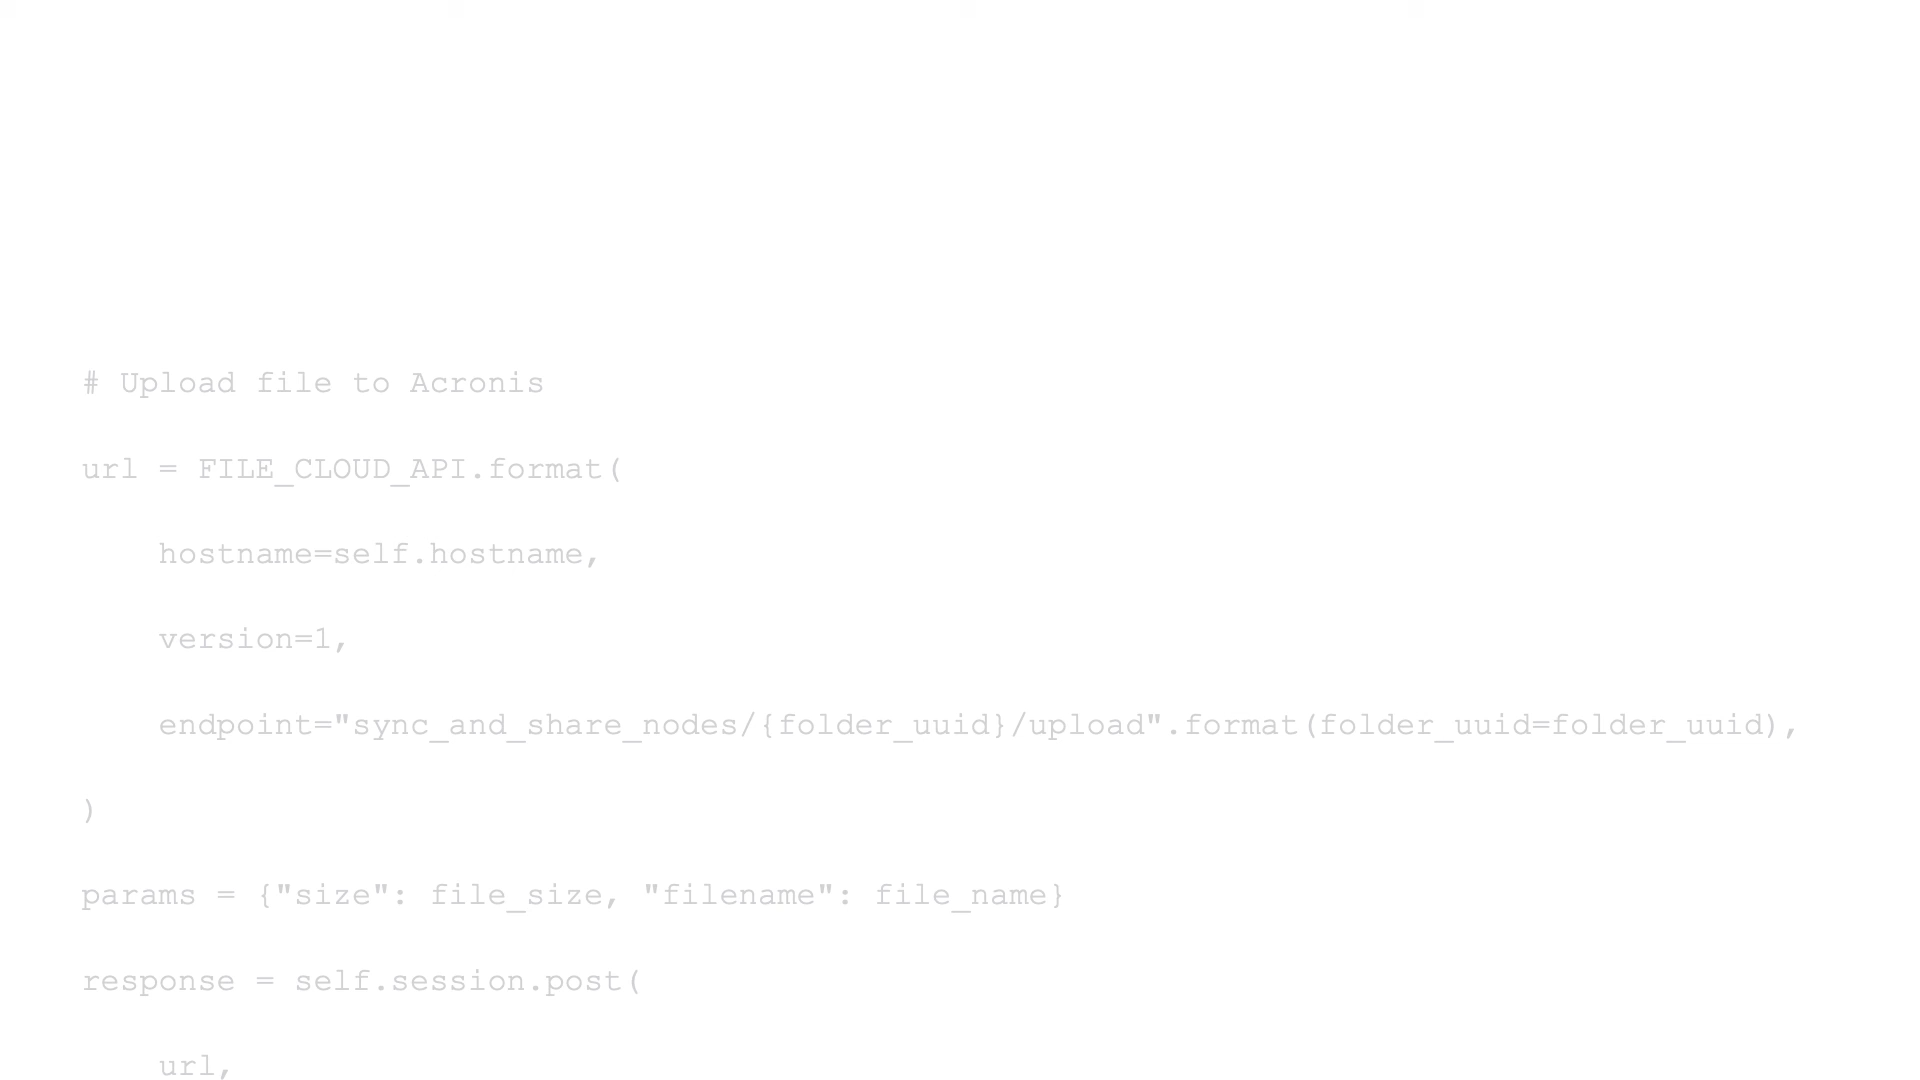 # Upload file to Acronis
url = FILE_CLOUD_API.format(
    hostname=self.hostname,
    version=1,
    endpoint="sync_and_share_nodes/{folder_uuid}/upload".format(folder_uuid=folder_uuid),
)
params = {"size": file_size, "filename": file_name}
response = self.session.post(
    url,